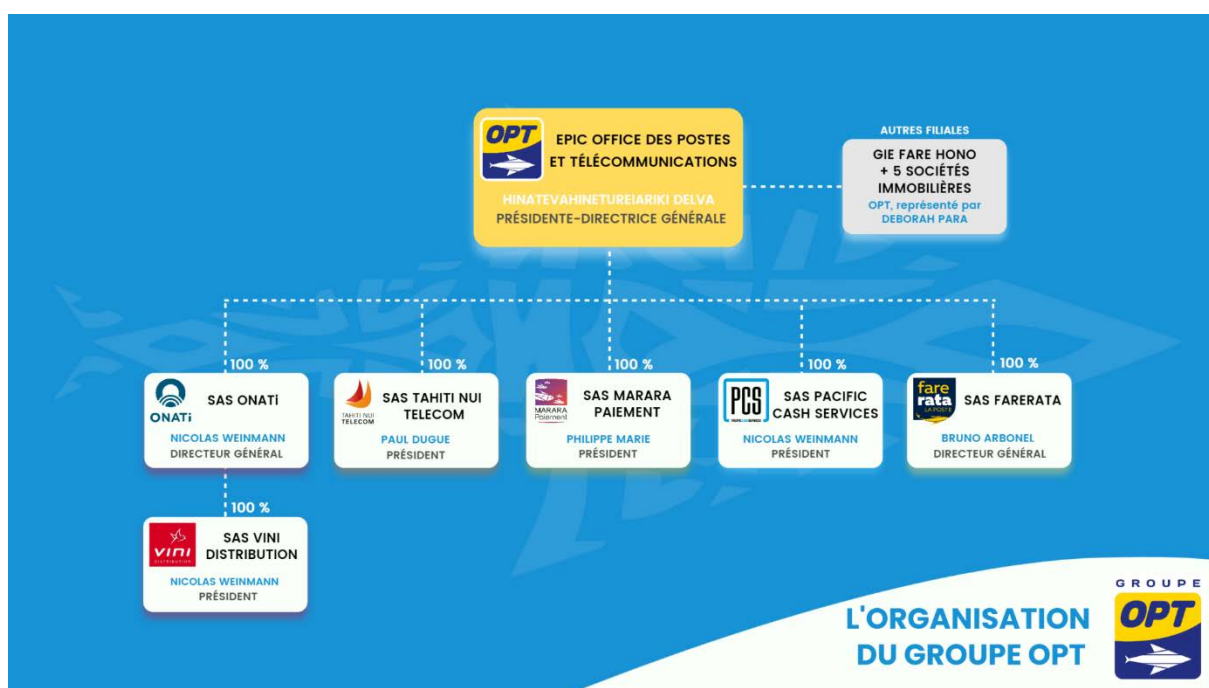 OPT
EPIC OFFICE DES POSTES
ET TÉLÉCOMMUNICATIONS
HINATEVAHINETUREIARIKI DELVA
PRÉSIDENTE-DIRECTRICE GÉNÉRALE
AUTRES FILIALES
GIE FARE HONO
+ 5 SOCIÉTÉS
IMMOBILIÈRES
OPT, représenté par
DEBORAH PARA
100 %
100 %
100 %
100 %
100 %
ONATi
SAS ONATi
NICOLAS WEINMANN
DIRECTEUR GÉNÉRAL
TAHITI NUI
TELECOM
SAS TAHITI NUI
TELECOM
PAUL DUGUE
PRÉSIDENT
MARARA
Paiement
SAS MARARA
PAIEMENT
PHILIPPE MARIE
PRÉSIDENT
PCS
PACIFIC CASH SERVICES
SAS PACIFIC
CASH SERVICES
NICOLAS WEINMANN
PRÉSIDENT
fare
rata
LA POSTE
SAS FARERATA
BRUNO ARBONEL
DIRECTEUR GÉNÉRAL
100 %
VINI
DISTRIBUTION
SAS VINI
DISTRIBUTION
NICOLAS WEINMANN
PRÉSIDENT
L'ORGANISATION
DU GROUPE OPT
GROUPE
OPT